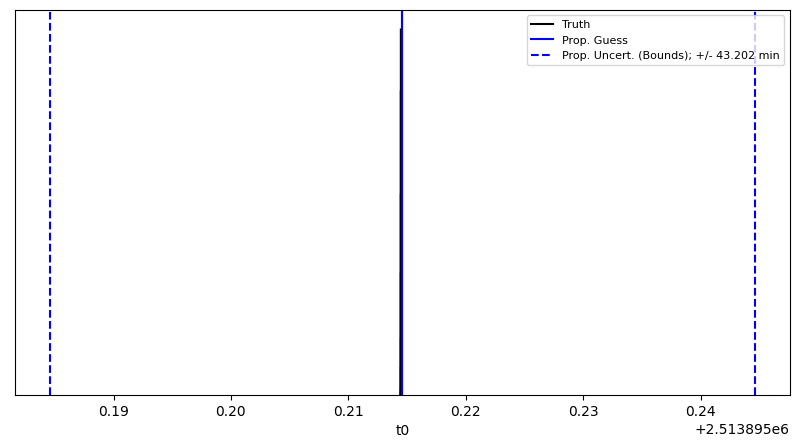 Truth
Prop. Guess
Prop. Uncert. (Bounds); +/- 43.202 min
0.19 0.20 0.21 0.22 0.23 0.24
t0
+2.513895e6